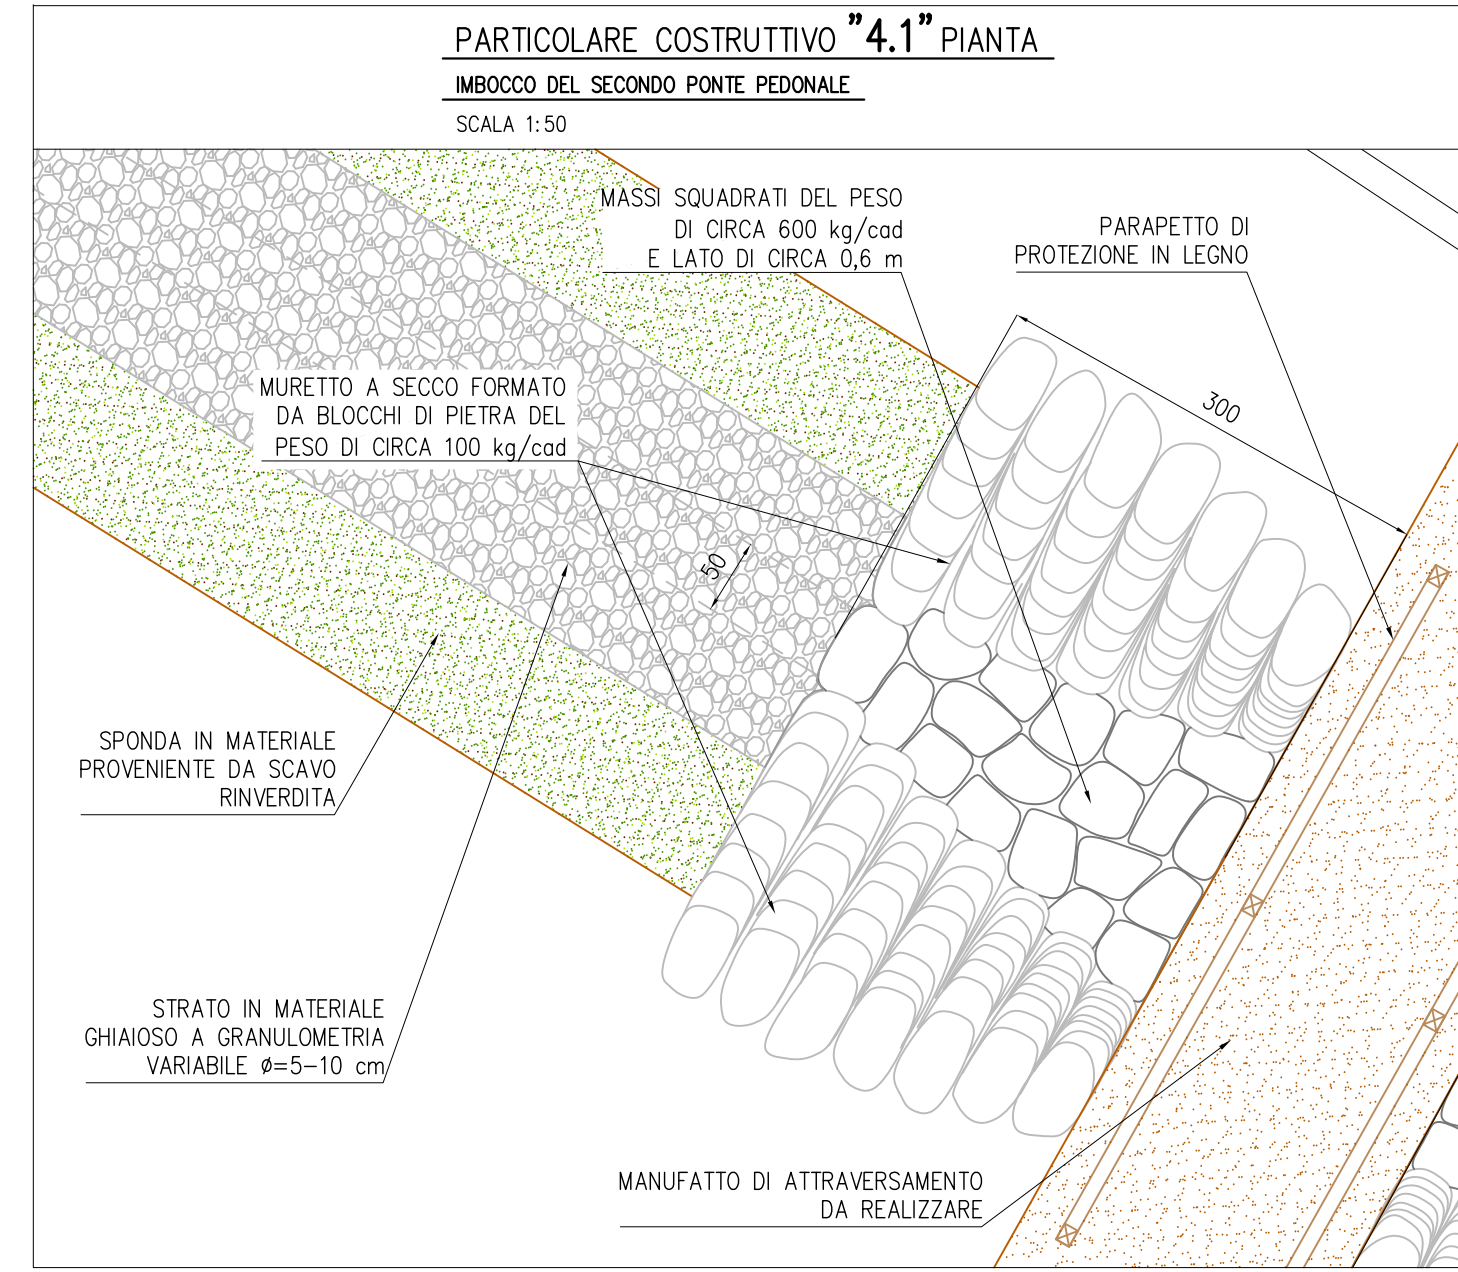 PARTICOLARE COSTRUTTIVO "4.1" PIANTA
IMBOCCO DEL SECONDO PONTE PEDONALE
SCALA 1:50
MASSI SQUADRATI DEL PESO
DI CIRCA 600 kg/cad
E LATO DI CIRCA 0,6 m
PARAPETTO DI
PROTEZIONE IN LEGNO
300
MURETTO A SECCO FORMATO
DA BLOCCHI DI PIETRA DEL
PESO DI CIRCA 100 kg/cad
50
SPONDA IN MATERIALE
PROVENIENTE DA SCAVO
RINVERDITA
STRATO IN MATERIALE
GHIAIOSO A GRANULOMETRIA
VARIABILE ø=5-10 cm
MANUFATTO DI ATTRAVERSAMENTO
DA REALIZZARE